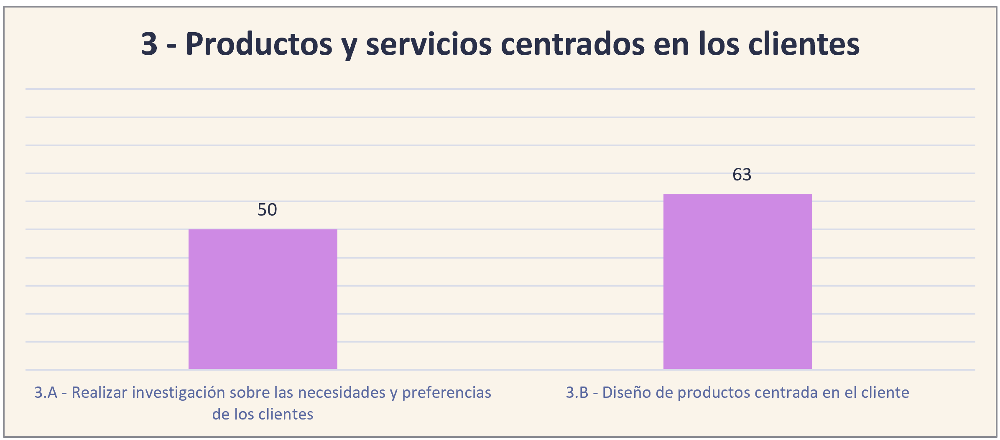 3 - Productos y servicios centrados en los clientes
63
50
3.A - Realizar investigación sobre las necesidades y preferencias
de los clientes
3.B - Diseño de productos centrada en el cliente